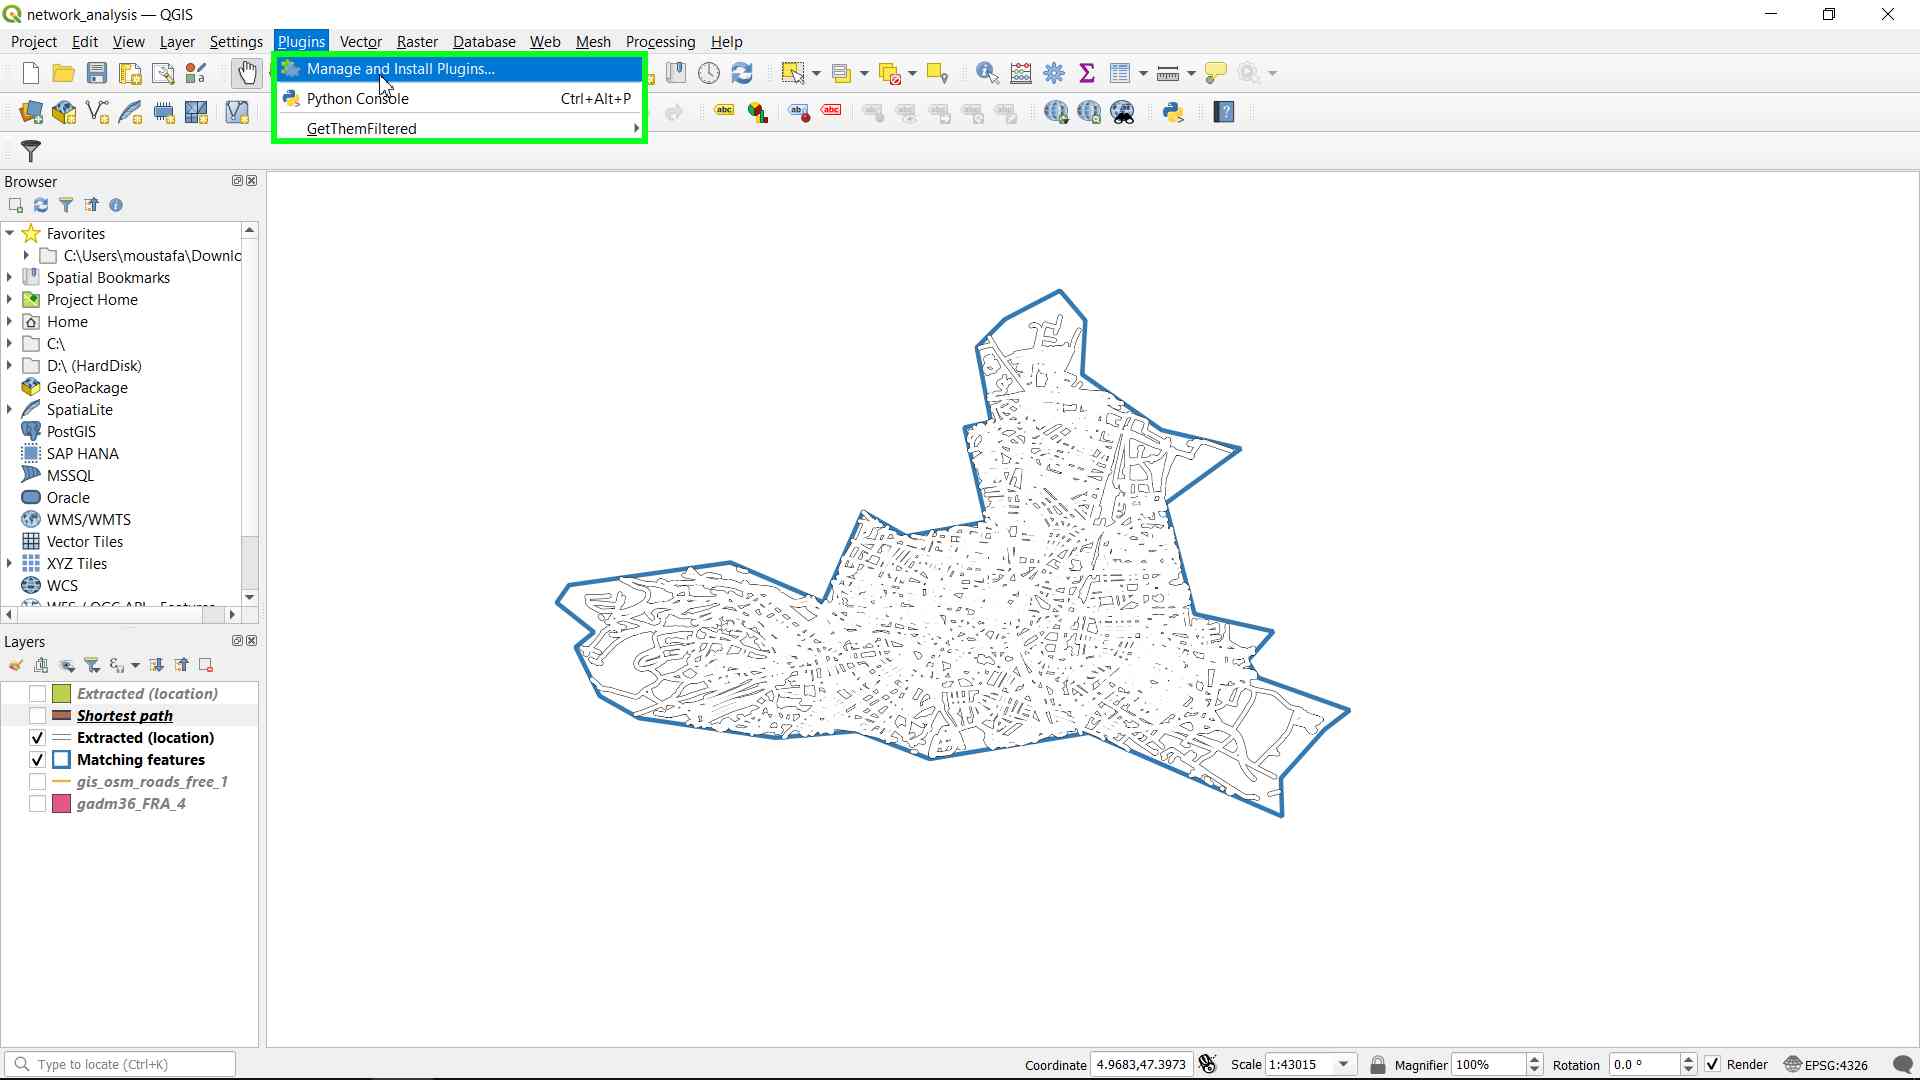 network_analysis — QGIS
Project Edit View Layer Settings Plugins Vector Raster Database Web Mesh Processing Help
Manage and Install Plugins...
Python Console Ctrl+Alt+P
GetThemFiltered
abc abc
Browser
Favorites
C:\Users\moustafa\Downlc
Spatial Bookmarks
Project Home
Home
C:\
D:\ (HardDisk)
GeoPackage
SpatiaLite
PostGIS
SAP HANA
MSSQL
Oracle
WMS/WMTS
Vector Tiles
XYZ Tiles
WCS
Layers
Extracted (location)
Shortest path
Extracted (location)
Matching features
gis_osm_roads_free_1
gadm36_FRA_4
Type to locate (Ctrl+K)
Coordinate 4.9683,47.3973 Scale 1:43015 Magnifier 100% Rotation 0.0 ° Render EPSG:4326